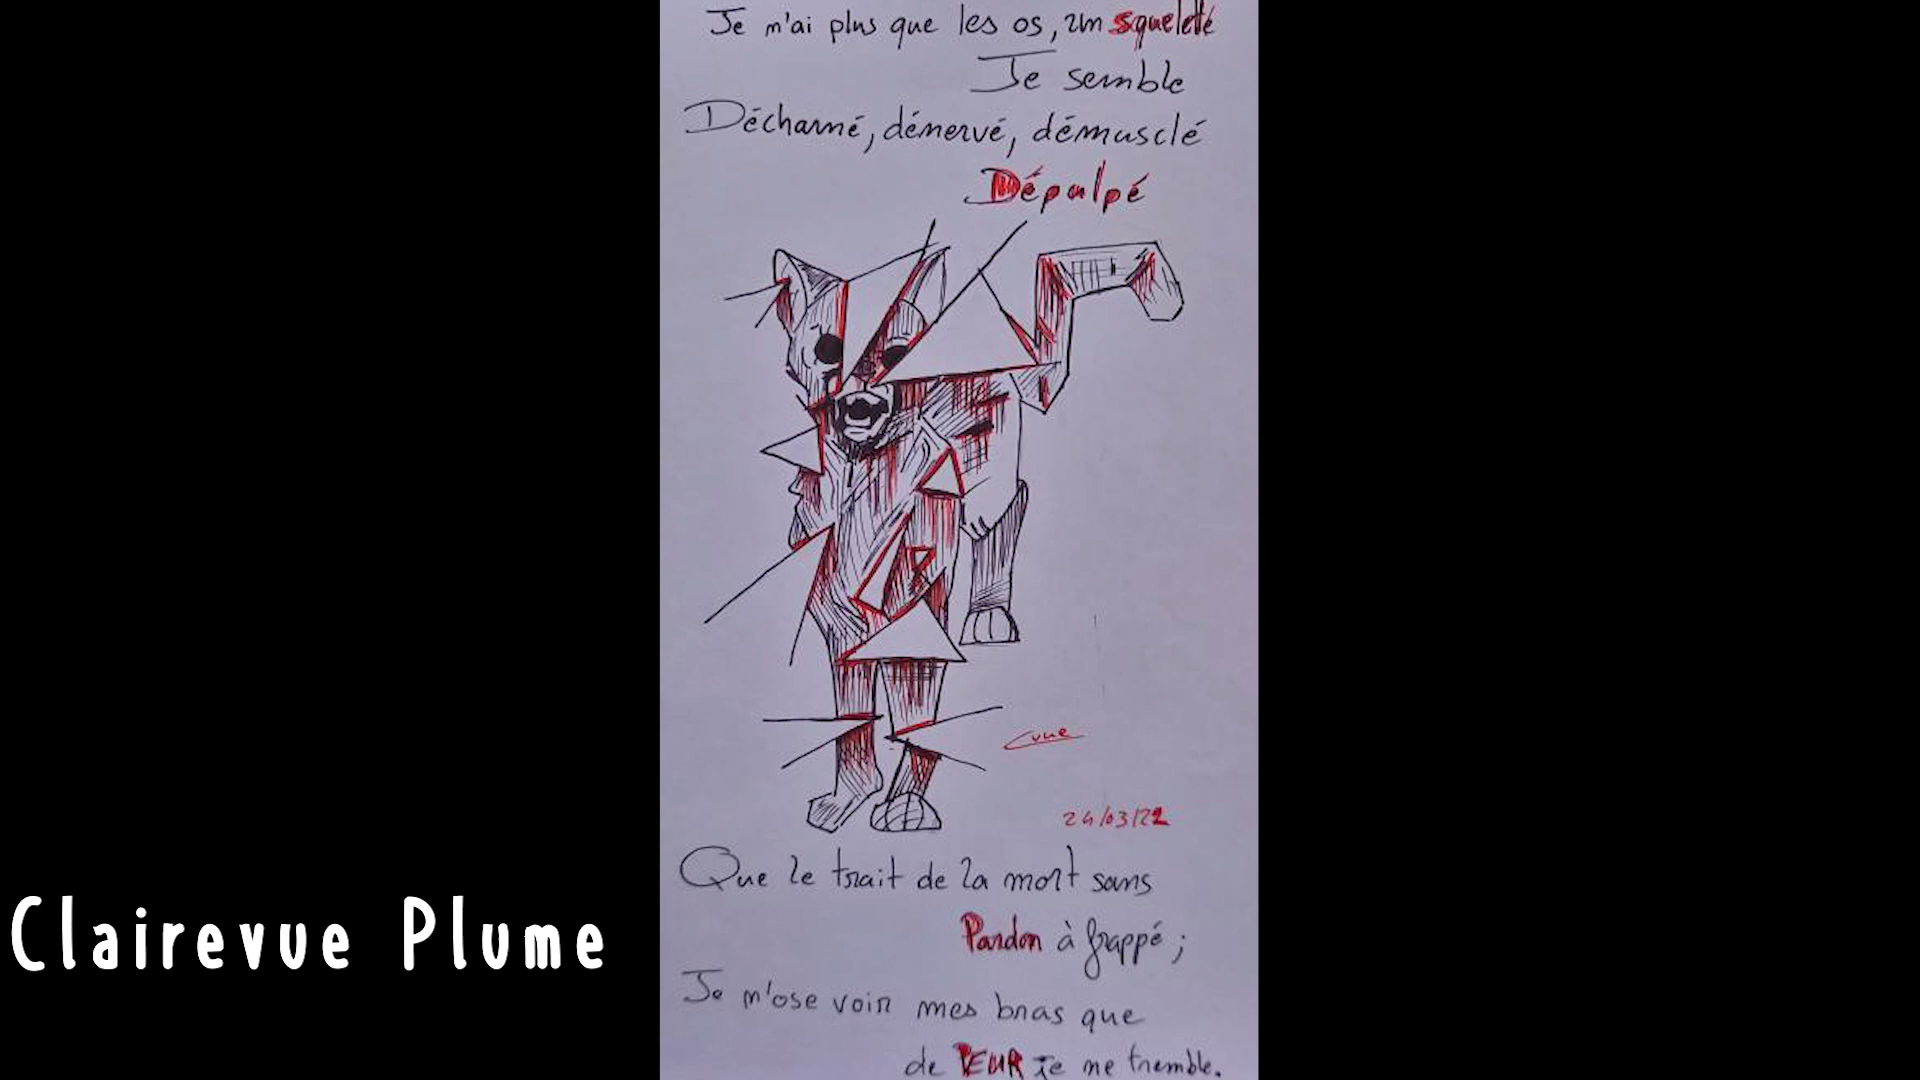 Je n'ai plus que les os, un squeletté
Je semble
Décharné, dénervé, démusclé
Dépulpé
24/03/22
Que le trait de la mort sans
Pardon à frappé ;
Je n'ose voir mes bras que
de PEUR je ne tremble.
Clairevue Plume